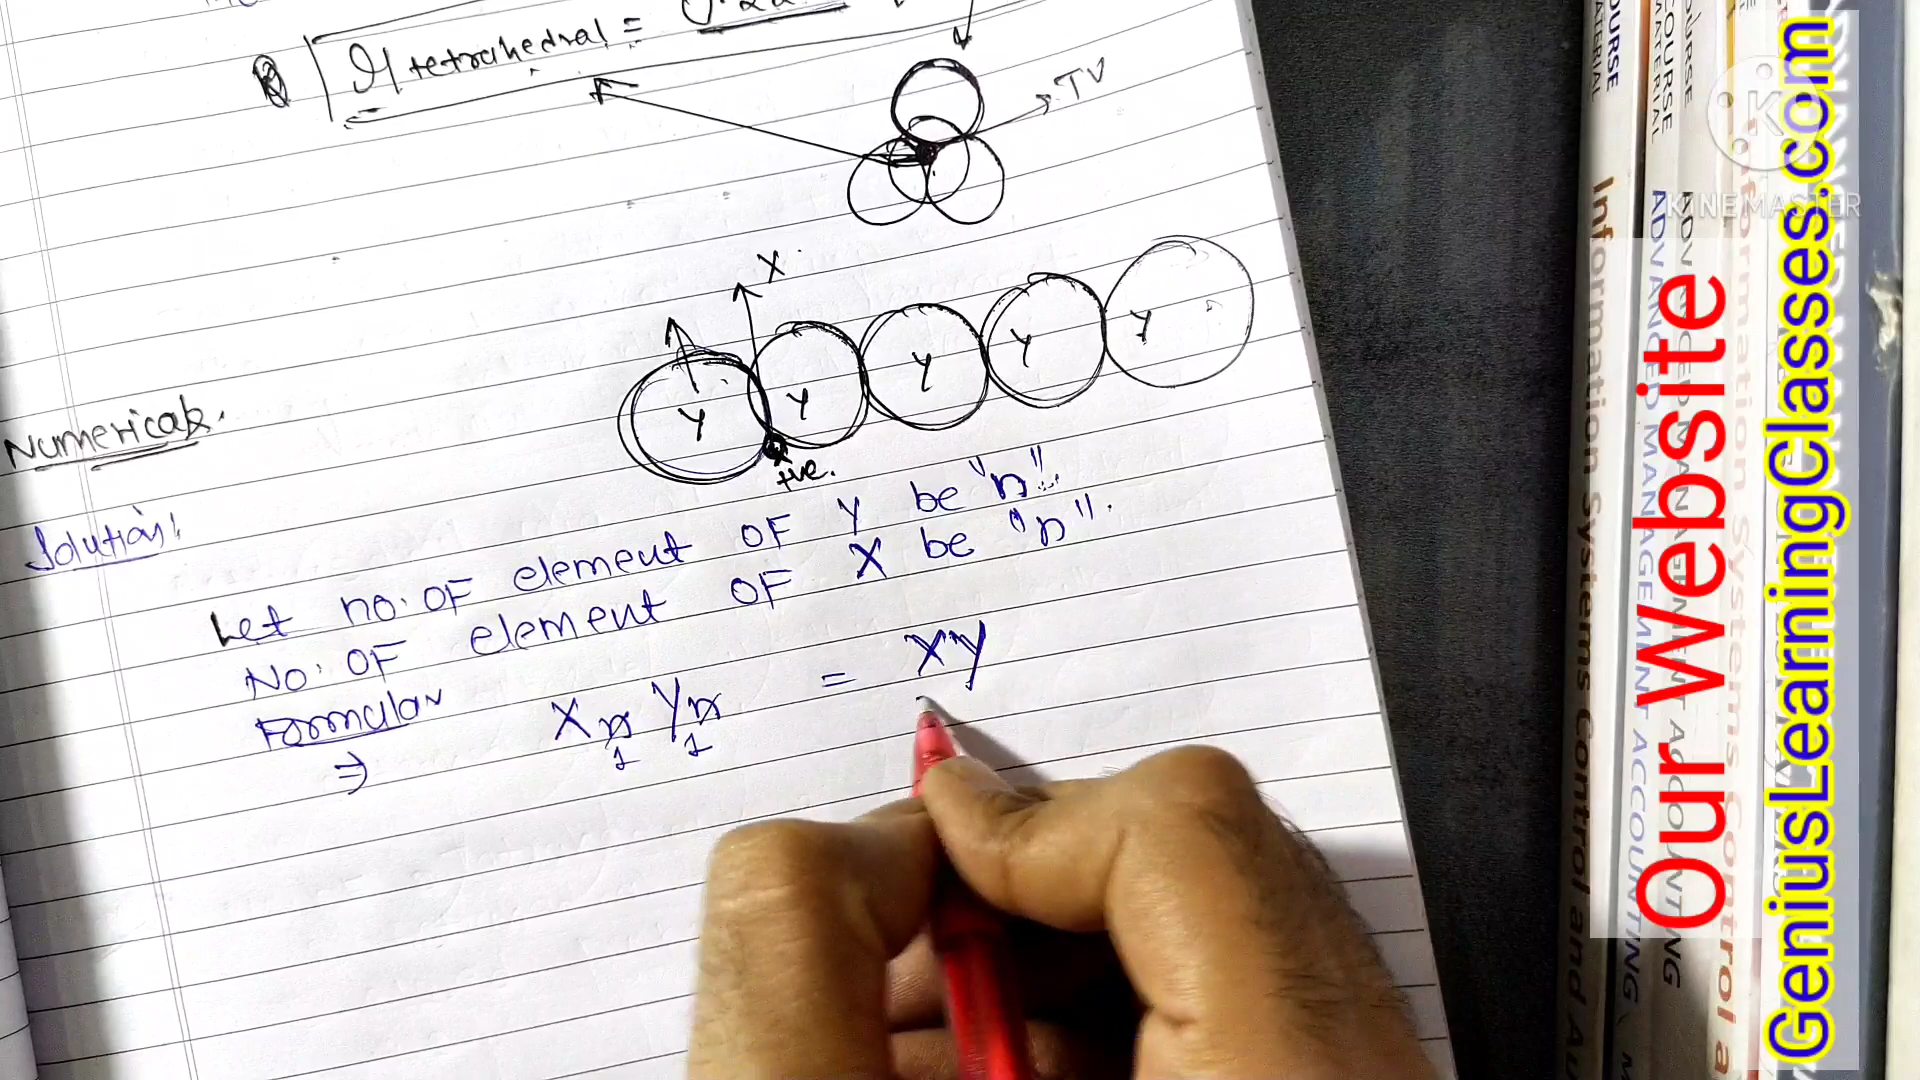 r tetrahedral =
TV
X
y y y y y
+ve.
Numericals.
Solution:
Let no. OF element OF y be "n"
No. OF element OF X be "n".
Formula
⇒ X n y n = XY
1 1
Our Website
GeniusLearningClasses.com
K
KINEMASTER
COURSE
MATERIAL
Information Systems Control and
ADVANCED MANAGEMENT ACCOUNTING